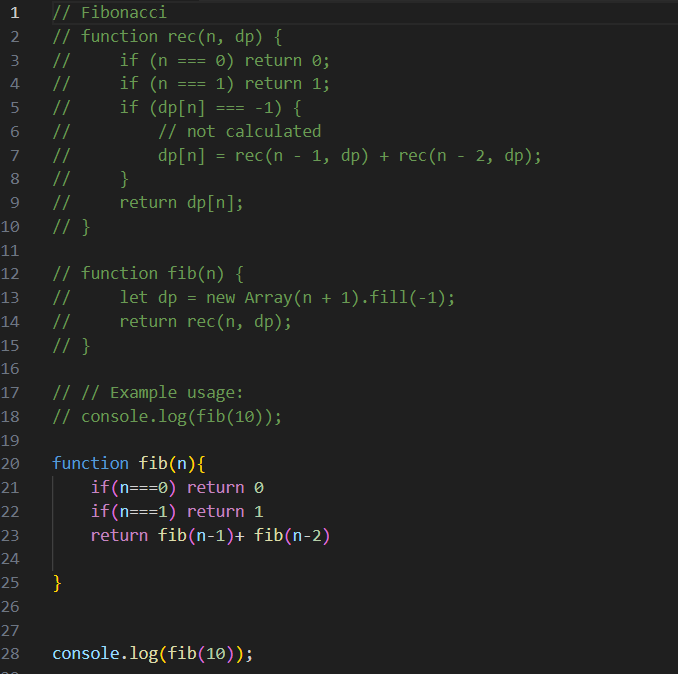 1 // Fibonacci
2 // function rec(n, dp) {
3 //     if (n === 0) return 0;
4 //     if (n === 1) return 1;
5 //     if (dp[n] === -1) {
6 //         // not calculated
7 //         dp[n] = rec(n - 1, dp) + rec(n - 2, dp);
8 //     }
9 //     return dp[n];
10 // }
11
12 // function fib(n) {
13 //     let dp = new Array(n + 1).fill(-1);
14 //     return rec(n, dp);
15 // }
16
17 // // Example usage:
18 // console.log(fib(10));
19
20 function fib(n){
21     if(n===0) return 0
22     if(n===1) return 1
23     return fib(n-1)+ fib(n-2)
24
25 }
26
27
28 console.log(fib(10));